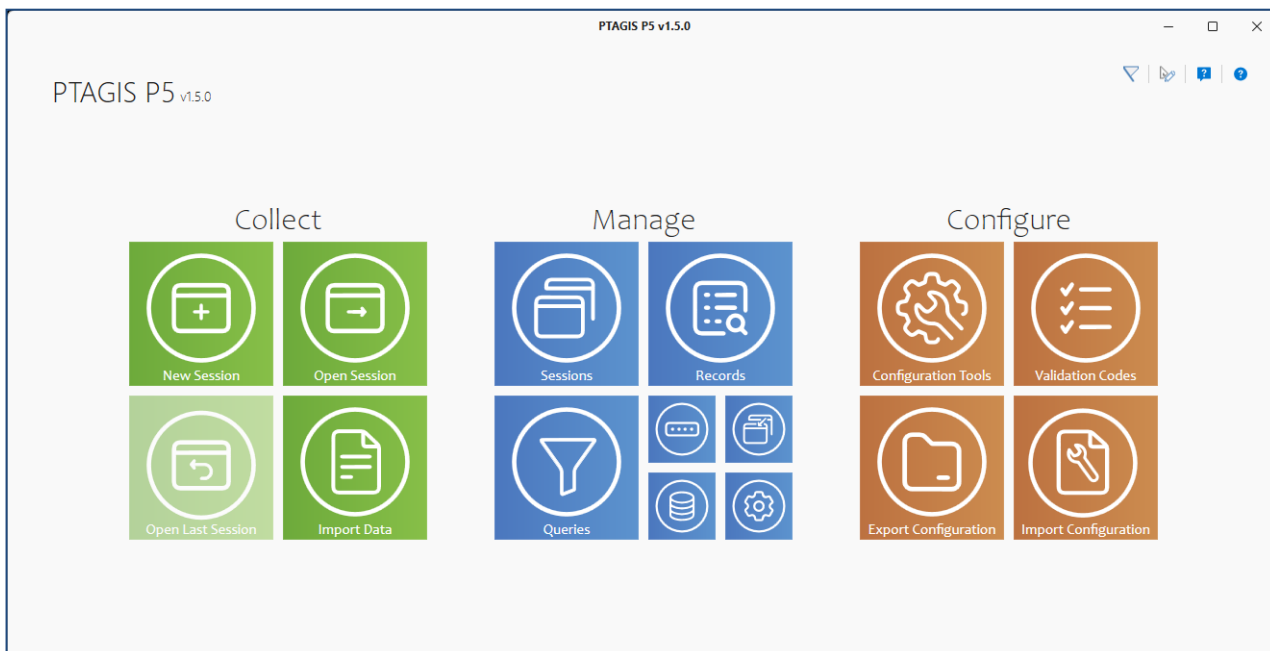 PTAGIS P5 v1.5.0
PTAGIS P5 v1.5.0
Collect
New Session
Open Session
Open Last Session
Import Data
Manage
Sessions
Records
Queries
Configure
Configuration Tools
Validation Codes
Export Configuration
Import Configuration